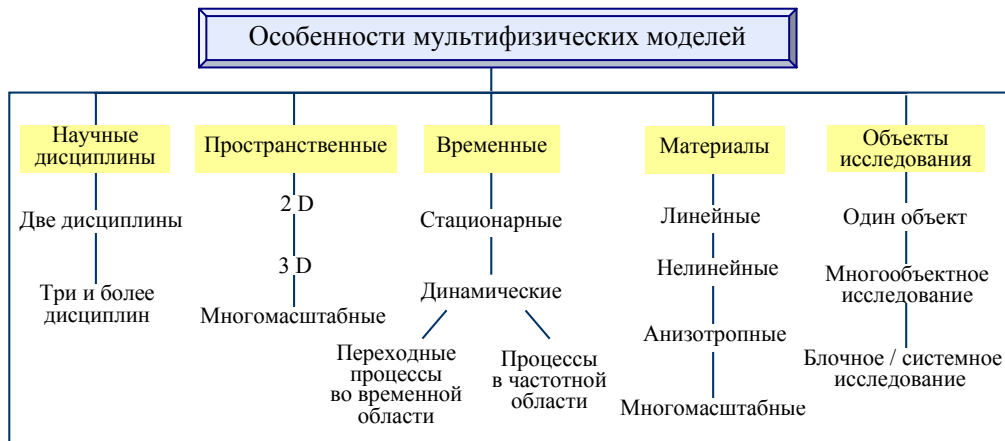 Особенности мультифизических моделей
Научные
дисциплины
Две дисциплины
Три и более
дисциплин
Пространственные
2 D
3 D
Многомасштабные
Временные
Стационарные
Динамические
Переходные
процессы
во временной
области
Процессы
в частотной
области
Материалы
Линейные
Нелинейные
Анизотропные
Многомасштабные
Объекты
исследования
Один объект
Многообъектное
исследование
Блочное / системное
исследование